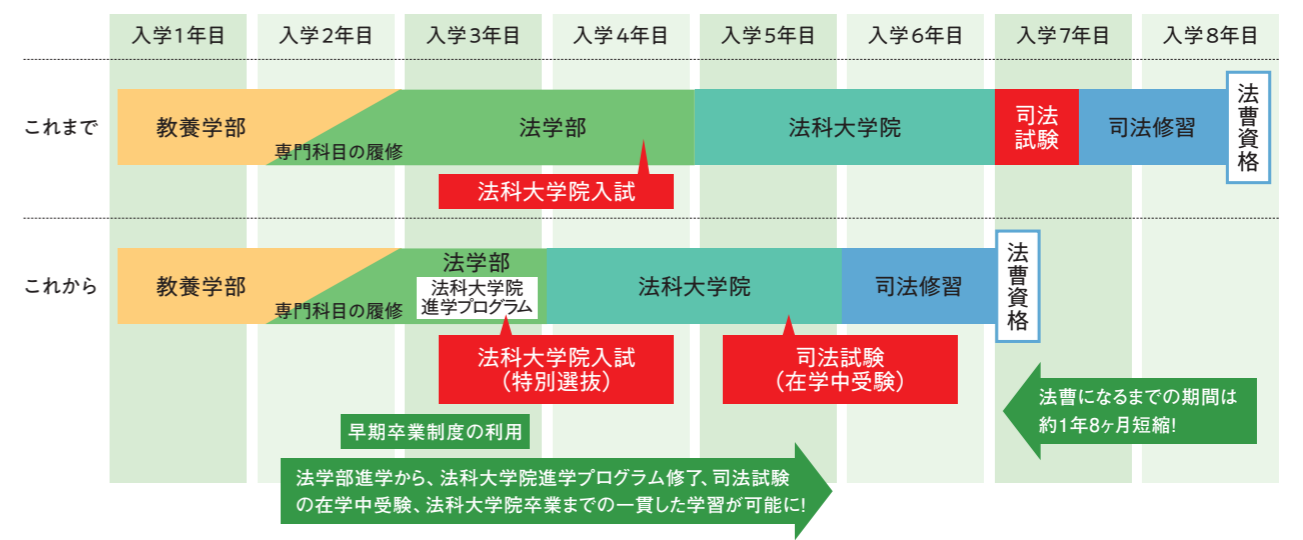 入学1年目
入学2年目
入学3年目
入学4年目
入学5年目
入学6年目
入学7年目
入学8年目
これまで
教養学部
専門科目の履修
法学部
法科大学院入試
法科大学院
司法
試験
司法修習
法曹資格
これから
教養学部
専門科目の履修
法学部
法科大学院
進学プログラム
法科大学院入試
（特別選抜）
法科大学院
司法試験
（在学中受験）
司法修習
法曹資格
法曹になるまでの期間は
約1年8ヶ月短縮!
早期卒業制度の利用
法学部進学から、法科大学院進学プログラム修了、司法試験
の在学中受験、法科大学院卒業までの一貫した学習が可能に!